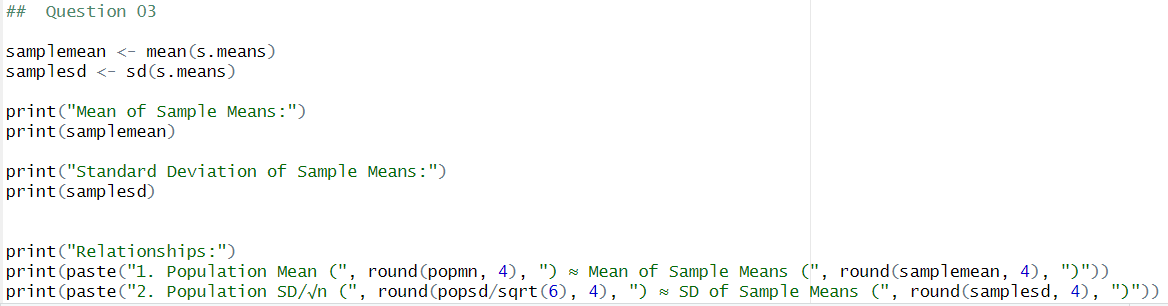 ##  Question 03
samplemean <- mean(s.means)
samplesd <- sd(s.means)
print("Mean of Sample Means:")
print(samplemean)
print("Standard Deviation of Sample Means:")
print(samplesd)
print("Relationships:")
print(paste("1. Population Mean (", round(popmn, 4), ") ≈ Mean of Sample Means (", round(samplemean, 4), ")"))
print(paste("2. Population SD/√n (", round(popsd/sqrt(6), 4), ") ≈ SD of Sample Means (", round(samplesd, 4), ")"))